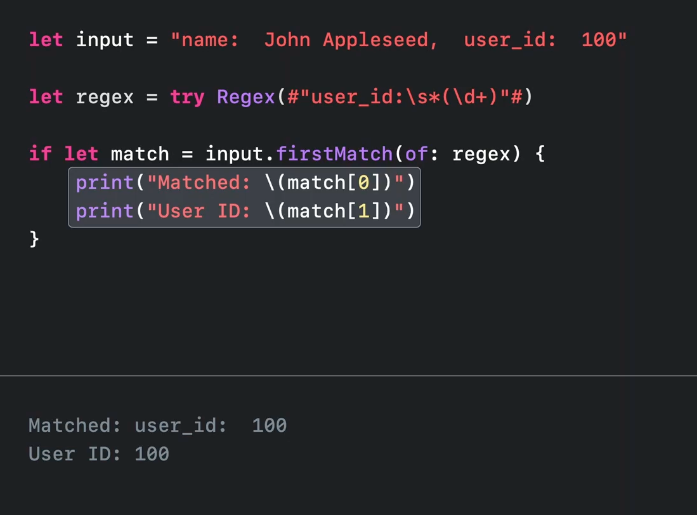 let input = "name:  John Appleseed,  user_id:  100"
let regex = try Regex(#"user_id:\s*(\d+)"#)
if let match = input.firstMatch(of: regex) {
    print("Matched: \(match[0])")
    print("User ID: \(match[1])")
}
Matched: user_id:  100
User ID: 100